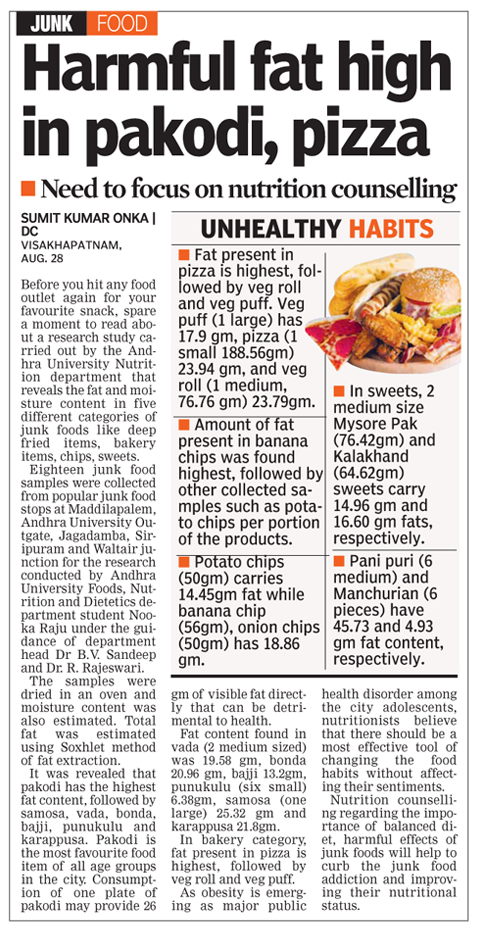 JUNK FOOD
Harmful fat high
in pakodi, pizza
Need to focus on nutrition counselling
SUMIT KUMAR ONKA |
DC
VISAKHAPATNAM,
AUG. 28
Before you hit any food
outlet again for your
favourite snack, spare
a moment to read abo-
ut a research study ca-
rried out by the And-
hra University Nutrit-
ion department that
reveals the fat and moi-
sture content in five
different categories of
junk foods like deep
fried items, bakery
items, chips, sweets.
Eighteen junk food
samples were collected
from popular junk food
stops at Maddilapalem,
Andhra University Ou-
tgate, Jagadamba, Sir-
ipuram and Waltair ju-
nction for the research
conducted by Andhra
University Foods, Nut-
rition and Dietetics de-
partment student Noo-
ka Raju under the gui-
dance of department
head Dr B.V. Sandeep
and Dr. R. Rajeswari.
The samples were
dried in an oven and
moisture content was
also estimated. Total
fat was estimated
using Soxhlet method
of fat extraction.
It was revealed that
pakodi has the highest
fat content, followed by
samosa, vada, bonda,
bajji, punukulu and
karappusa. Pakodi is
the most favourite food
item of all age groups
in the city. Consumpt-
ion of one plate of
pakodi may provide 26
UNHEALTHY HABITS
Fat present in
pizza is highest, fol-
lowed by veg roll
and veg puff. Veg
puff (1 large) has
17.9 gm, pizza (1
small 188.56gm)
23.94 gm, and veg
roll (1 medium,
76.76 gm) 23.79gm.
Amount of fat
present in banana
chips was found
highest, followed by
other collected sa-
mples such as pota-
to chips per portion
of the products.
Potato chips
(50gm) carries
14.45gm fat while
banana chip
(56gm), onion chips
(50gm) has 18.86
gm.
In sweets, 2
medium size
Mysore Pak
(76.42gm) and
Kalakhand
(64.62gm)
sweets carry
14.96 gm and
16.60 gm fats,
respectively.
Pani puri (6
medium) and
Manchurian (6
pieces) have
45.73 and 4.93
gm fat content,
respectively.
gm of visible fat direct-
ly that can be detri-
mental to health.
Fat content found in
vada (2 medium sized)
was 19.58 gm, bonda
20.96 gm, bajji 13.2gm,
punukulu (six small)
6.38gm, samosa (one
large) 25.32 gm and
karappusa 21.8gm.
In bakery category,
fat present in pizza is
highest, followed by
veg roll and veg puff.
As obesity is emerg-
ing as major public
health disorder among
the city adolescents,
nutritionists believe
that there should be a
most effective tool of
changing the food
habits without affect-
ing their sentiments.
Nutrition counselli-
ng regarding the impo-
rtance of balanced di-
et, harmful effects of
junk foods will help to
curb the junk food
addiction and improv-
ing their nutritional
status.